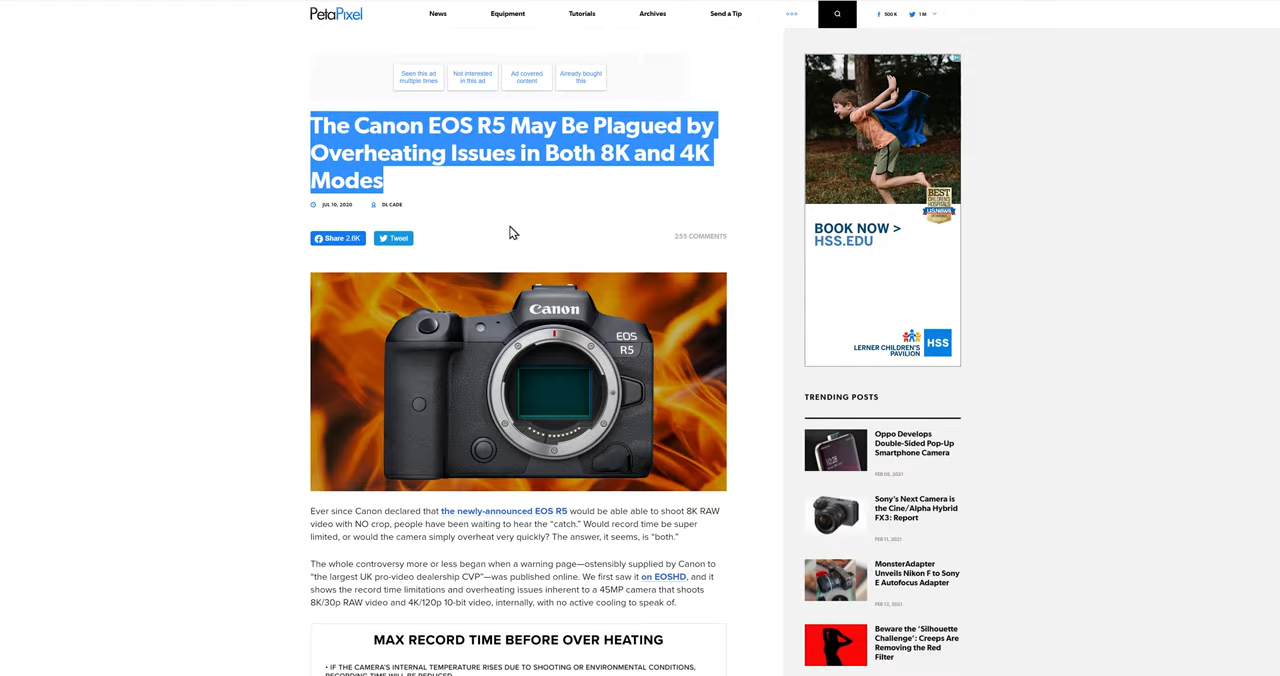 PetaPixel
News
Equipment
Tutorials
Archives
Send a Tip
500 K
1 M
Seen this ad
multiple times
Not interested
in this ad
Ad covered
content
Already bought
this
The Canon EOS R5 May Be Plagued by
Overheating Issues in Both 8K and 4K
Modes
JUL 10, 2020
DL CADE
Share 2.6K
Tweet
255 COMMENTS
Canon
EOS
R5
Ever since Canon declared that the newly-announced EOS R5 would be able able to shoot 8K RAW
video with NO crop, people have been waiting to hear the “catch.” Would record time be super
limited, or would the camera simply overheat very quickly? The answer, it seems, is “both.”
The whole controversy more or less began when a warning page—ostensibly supplied by Canon to
“the largest UK pro-video dealership CVP”—was published online. We first saw it on EOSHD, and it
shows the record time limitations and overheating issues inherent to a 45MP camera that shoots
8K/30p RAW video and 4K/120p 10-bit video, internally, with no active cooling to speak of.
MAX RECORD TIME BEFORE OVER HEATING
• IF THE CAMERA'S INTERNAL TEMPERATURE RISES DUE TO SHOOTING OR ENVIRONMENTAL CONDITIONS,
RECORDING TIME WILL BE REDUCED
BEST
CHILDREN'S
HOSPITALS
U.S.News
BOOK NOW >
HSS.EDU
LERNER CHILDREN'S
PAVILION
HSS
TRENDING POSTS
Oppo Develops
Double-Sided Pop-Up
Smartphone Camera
FEB 09, 2021
Sony's Next Camera is
the Cine/Alpha Hybrid
FX3: Report
FEB 11, 2021
MonsterAdapter
Unveils Nikon F to Sony
E Autofocus Adapter
FEB 12, 2021
Beware the ‘Silhouette
Challenge’: Creeps Are
Removing the Red
Filter